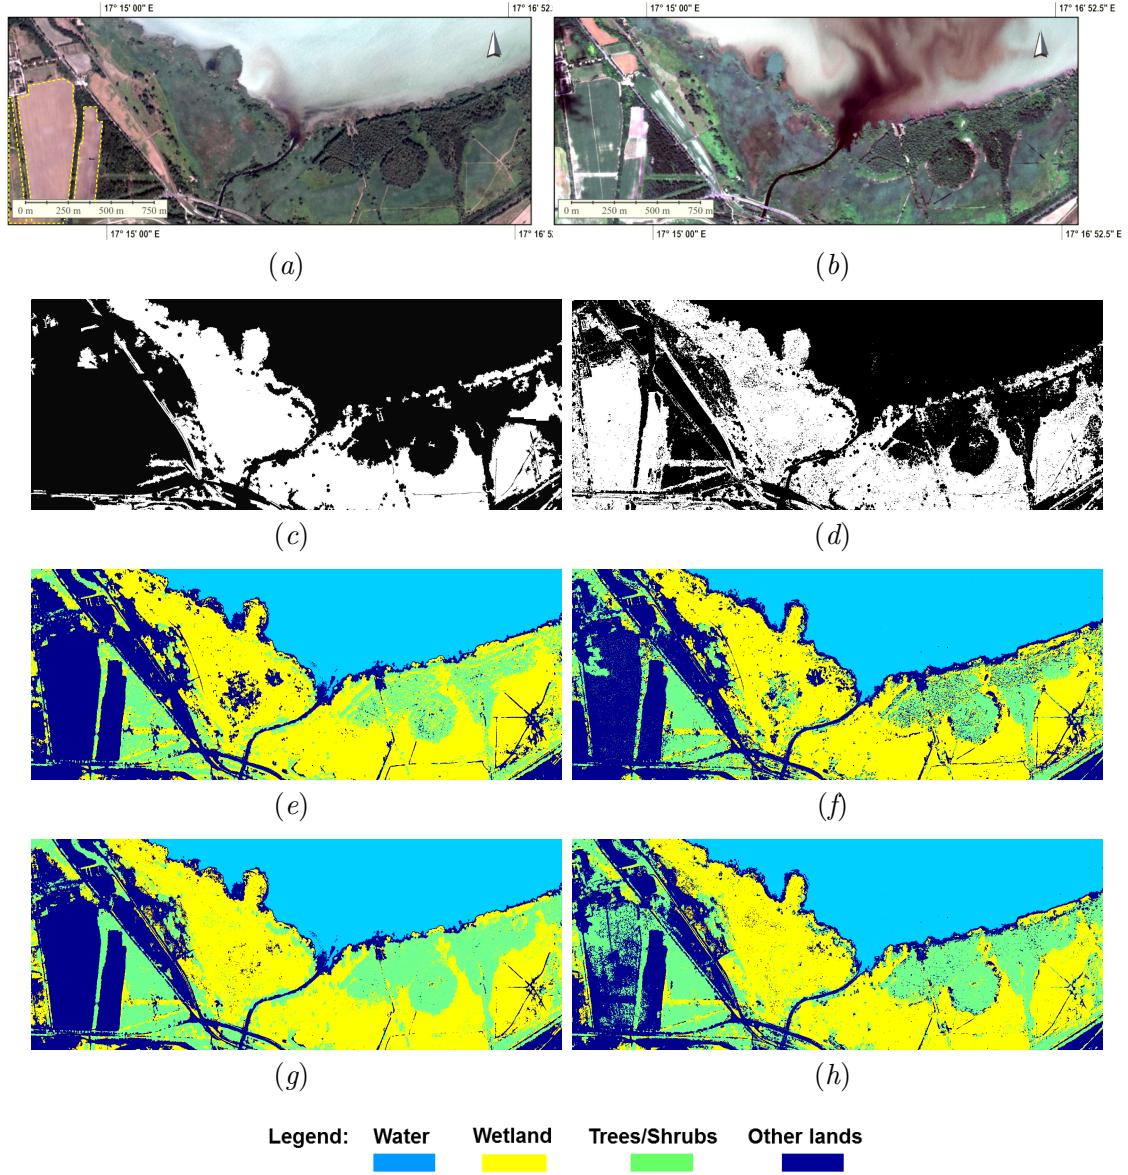 17° 15' 00" E 17° 16' 52. 17° 15' 00" E 17° 16' 52.5" E
0 m 250 m 500 m 750 m 0 m 250 m 500 m 750 m
17° 15' 00" E 17° 16' 5 17° 15' 00" E 17° 16' 52.5" E
(a) (b)
(c) (d)
(e) (f)
(g) (h)
Legend: Water Wetland Trees/Shrubs Other lands